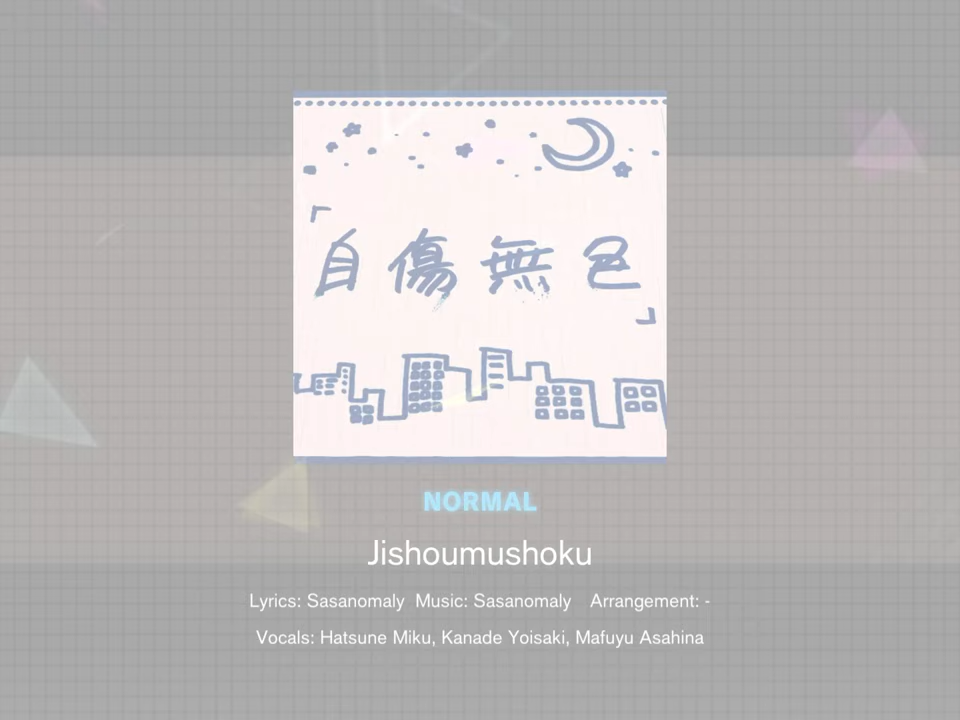 「自傷無色」
NORMAL
Jishoumushoku
Lyrics: Sasanomaly Music: Sasanomaly Arrangement: -
Vocals: Hatsune Miku, Kanade Yoisaki, Mafuyu Asahina